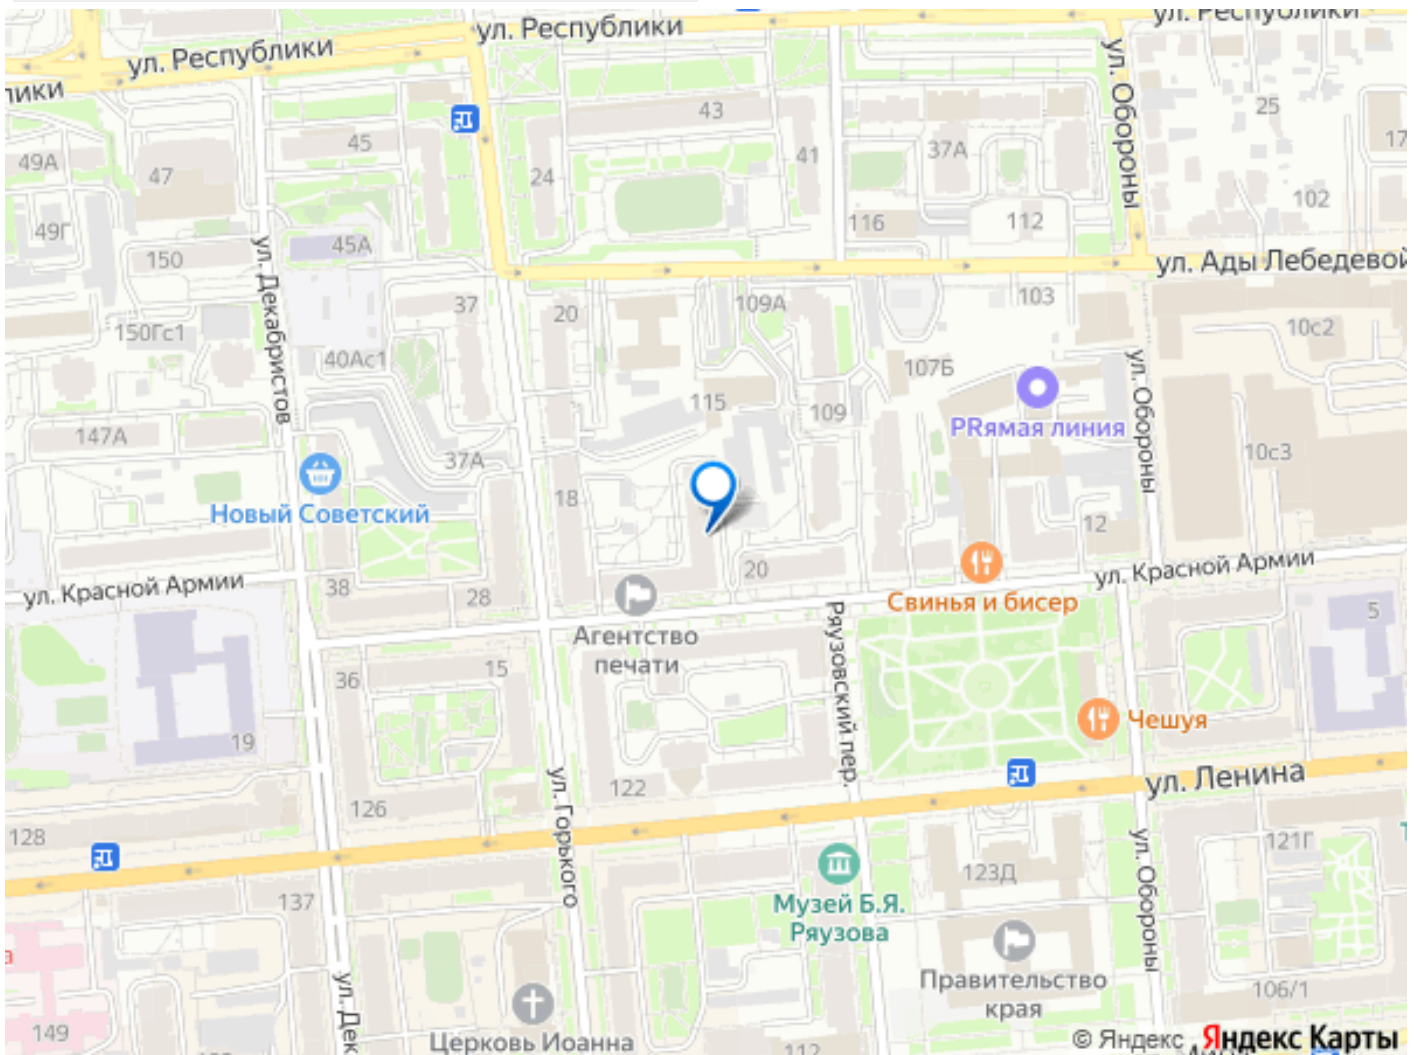 ул. Республики
ул. Республики
ул. Республики
лики
ул. Обороны
43
25
17
45
41
37А
49А
47
24
102
116
112
49Г
45А
150
ул. Ады Лебедевой
ул. Декабристов
37
20
109А
103
150Гс1
10с2
40Ас1
107Б
ул. Обороны
115
109
PRямая линия
147А
37А
10с3
18
Новый Советский
12
20
ул. Красной Армии
ул. Красной Армии
38
28
Свинья и бисер
5
Агентство
печати
Ряузовский пер.
15
36
Чешуя
19
ул. Горького
122
ул. Ленина
126
128
121Г
ул. Обороны
123Д
Музей Б.Я.
Ряузова
137
а
Правительство
края
106/1
ул. Дек
149
Церковь Иоанна
112
© Яндекс Яндекс Карты